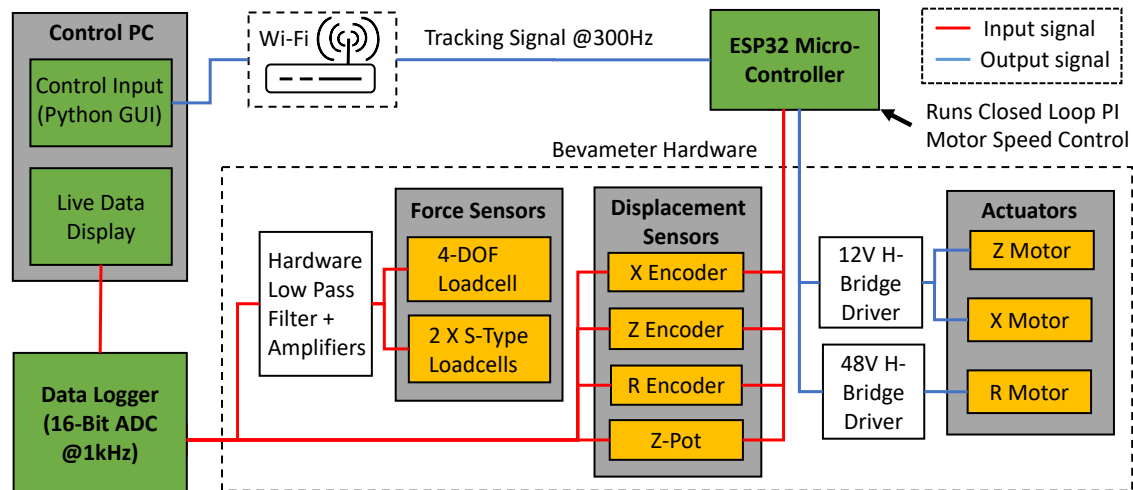 Control PC
Control Input
(Python GUI)
Live Data
Display
Wi-Fi
Tracking Signal @300Hz
ESP32 Micro-
Controller
Input signal
Output signal
Runs Closed Loop PI
Motor Speed Control
Bevameter Hardware
Hardware
Low Pass
Filter +
Amplifiers
Force Sensors
4-DOF
Loadcell
2 X S-Type
Loadcells
Displacement
Sensors
X Encoder
Z Encoder
R Encoder
Z-Pot
12V H-
Bridge
Driver
48V H-
Bridge
Driver
Actuators
Z Motor
X Motor
R Motor
Data Logger
(16-Bit ADC
@1kHz)